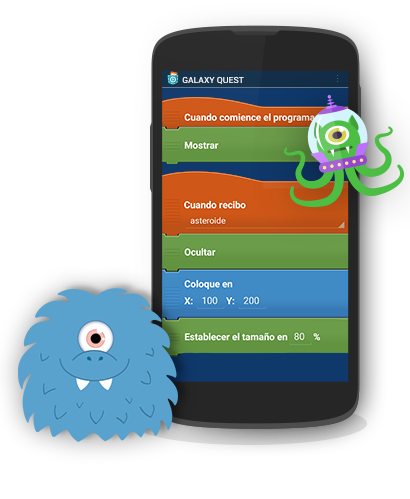 GALAXY QUEST
Cuando comience el programa
Mostrar
Cuando recibo
asteroide
Ocultar
Coloque en
X: 100 Y: 200
Establecer el tamaño en 80 %